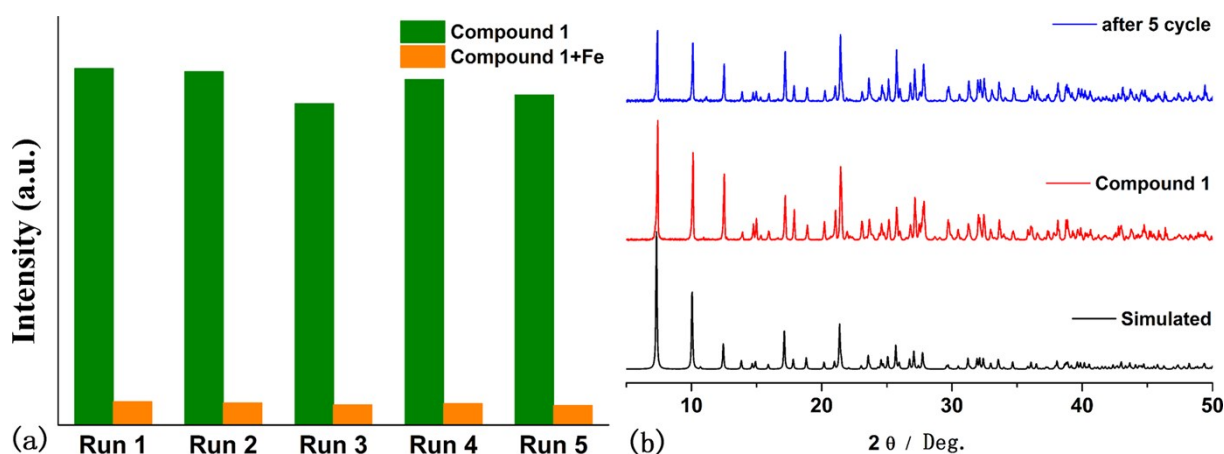 Compound 1
Compound 1+Fe
Intensity (a.u.)
Run 1 Run 2 Run 3 Run 4 Run 5
(a)
after 5 cycle
Compound 1
Simulated
10 20 30 40 50
2 θ / Deg.
(b)